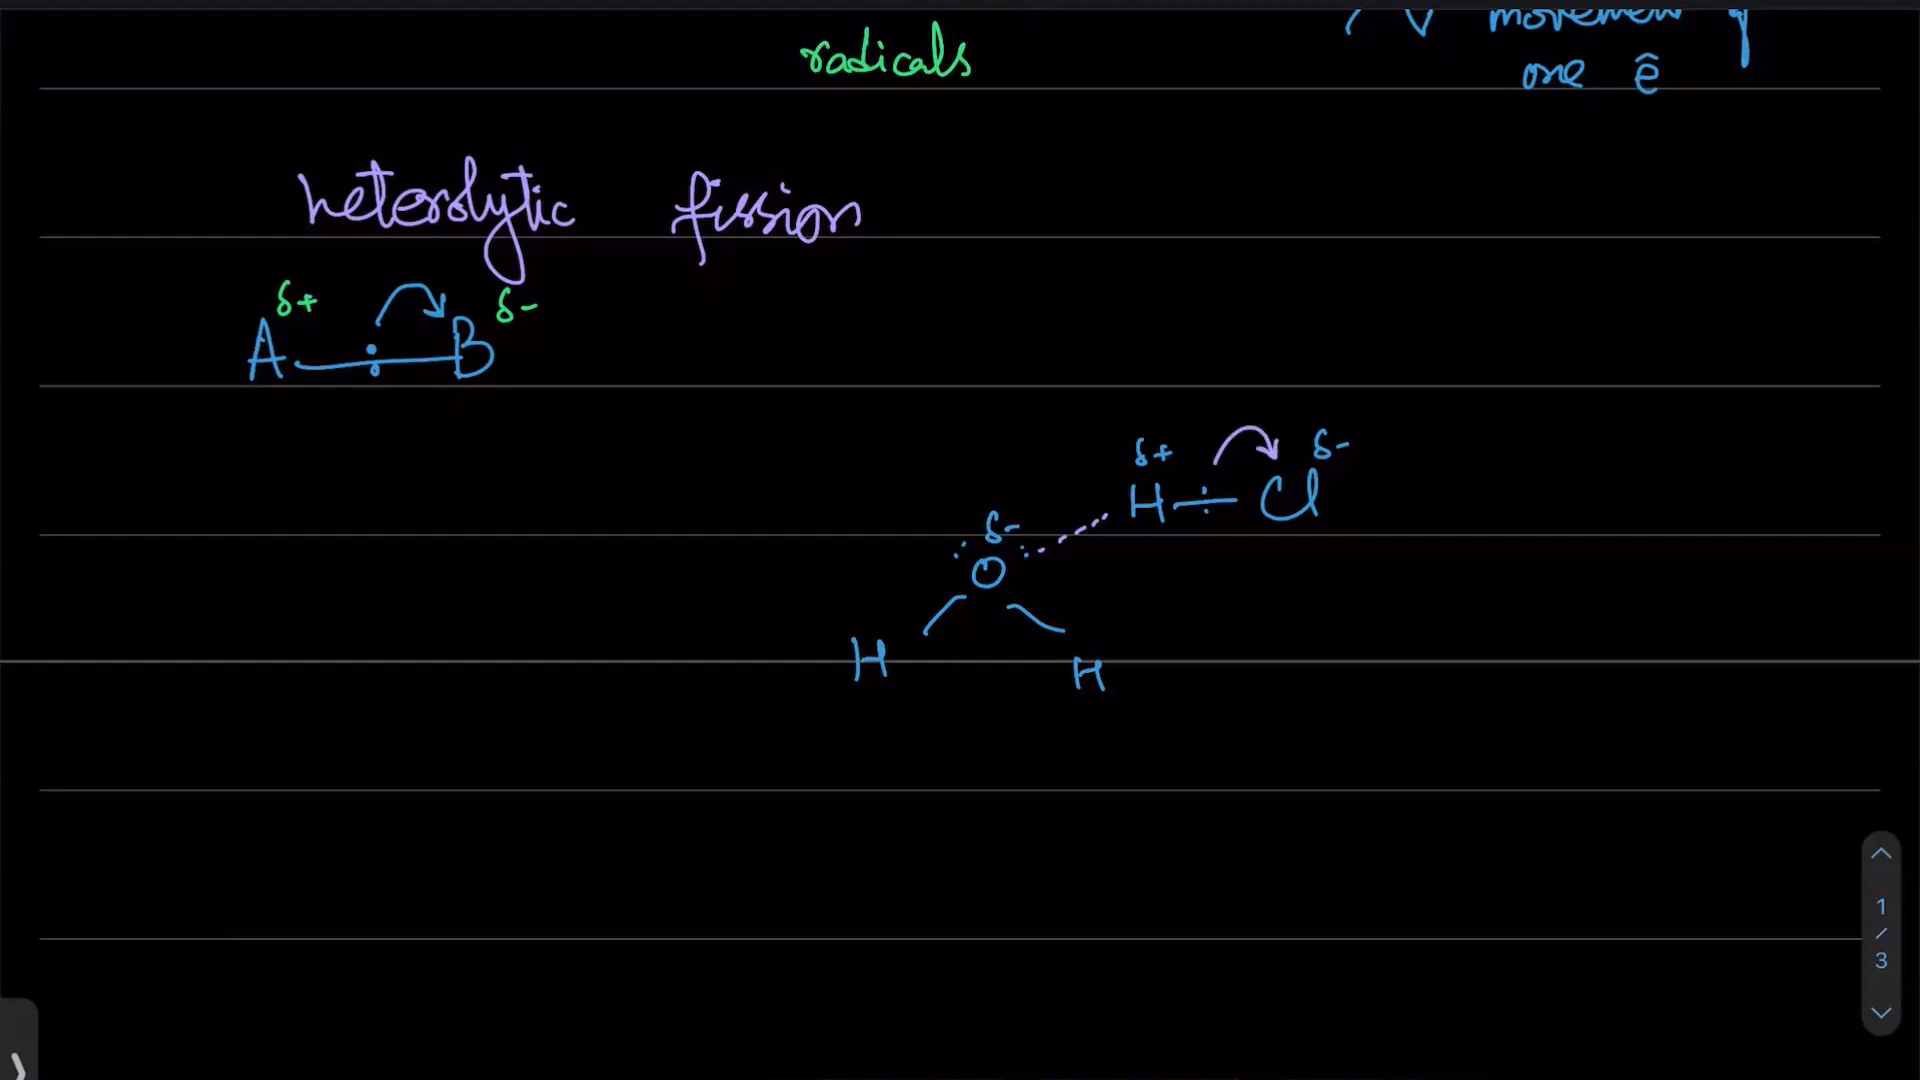 movement of
radicals
one ē
heterolytic fission
δ+ δ-
A : B
δ+ δ-
H : Cl
δ-
: O :
H H
1
/
3